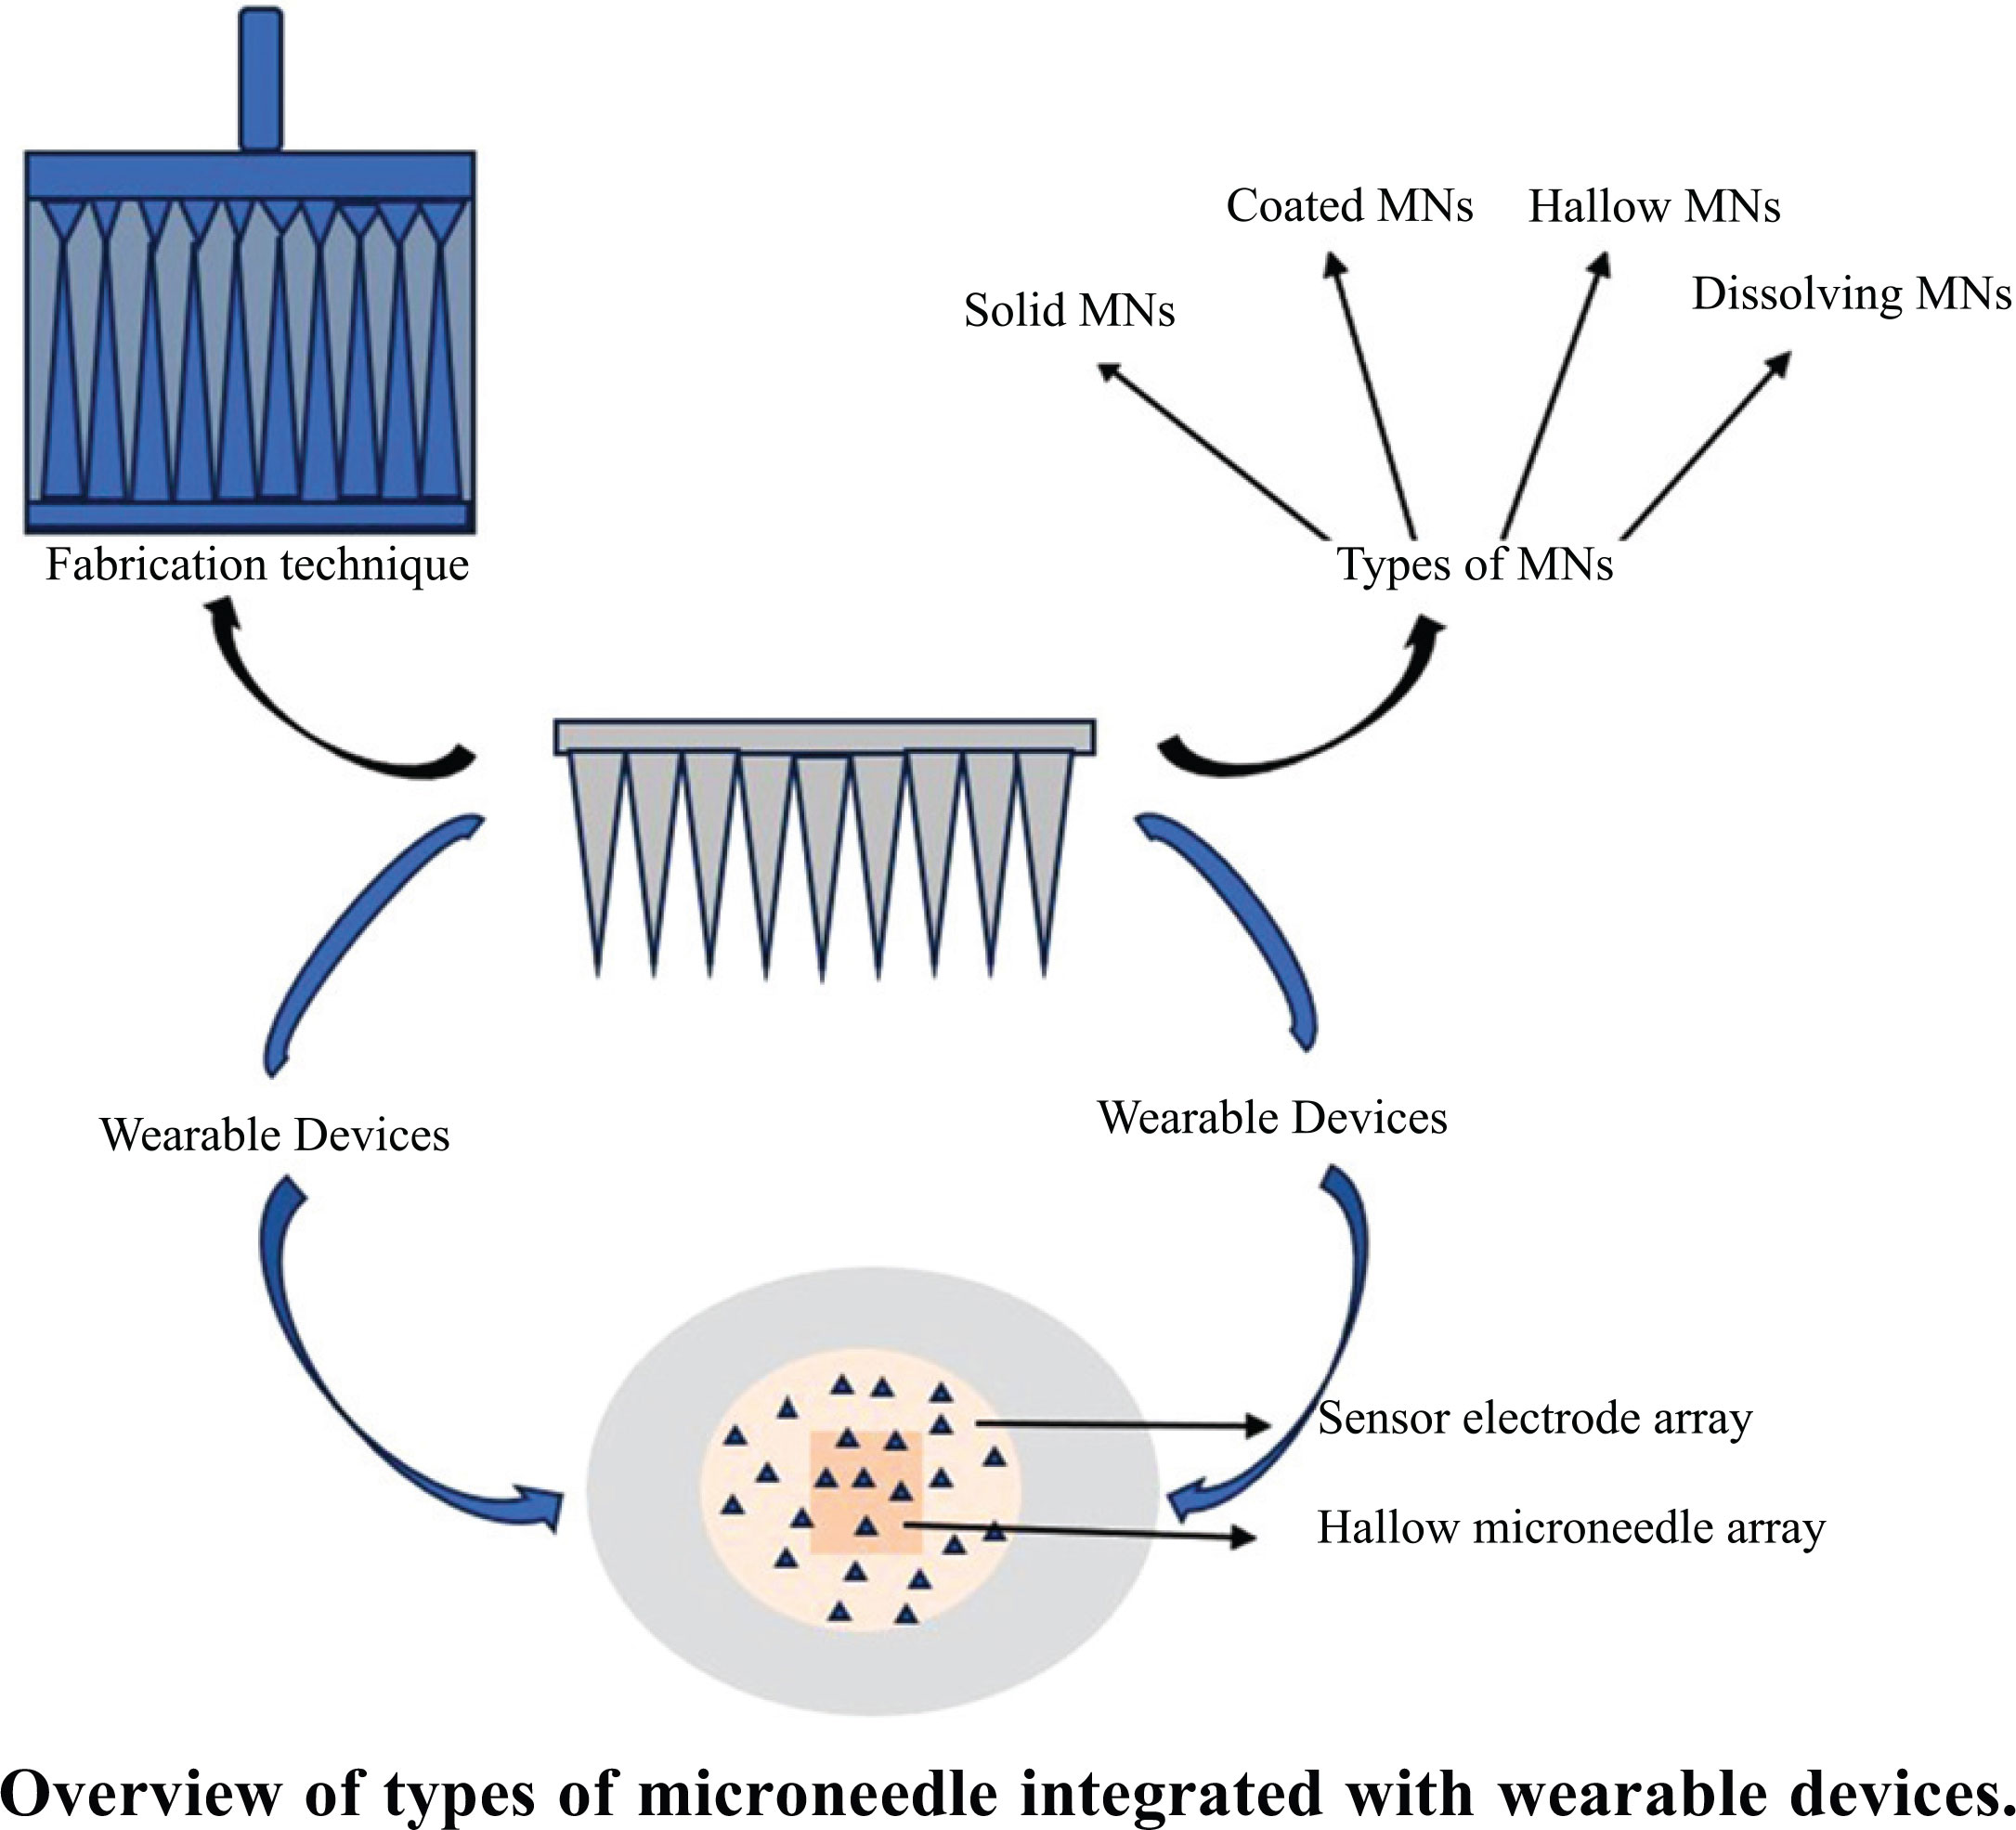 Coated MNs
Hallow MNs
Solid MNs
Dissolving MNs
Fabrication technique
Types of MNs
Wearable Devices
Wearable Devices
Sensor electrode array
Hallow microneedle array
Overview of types of microneedle integrated with wearable devices.